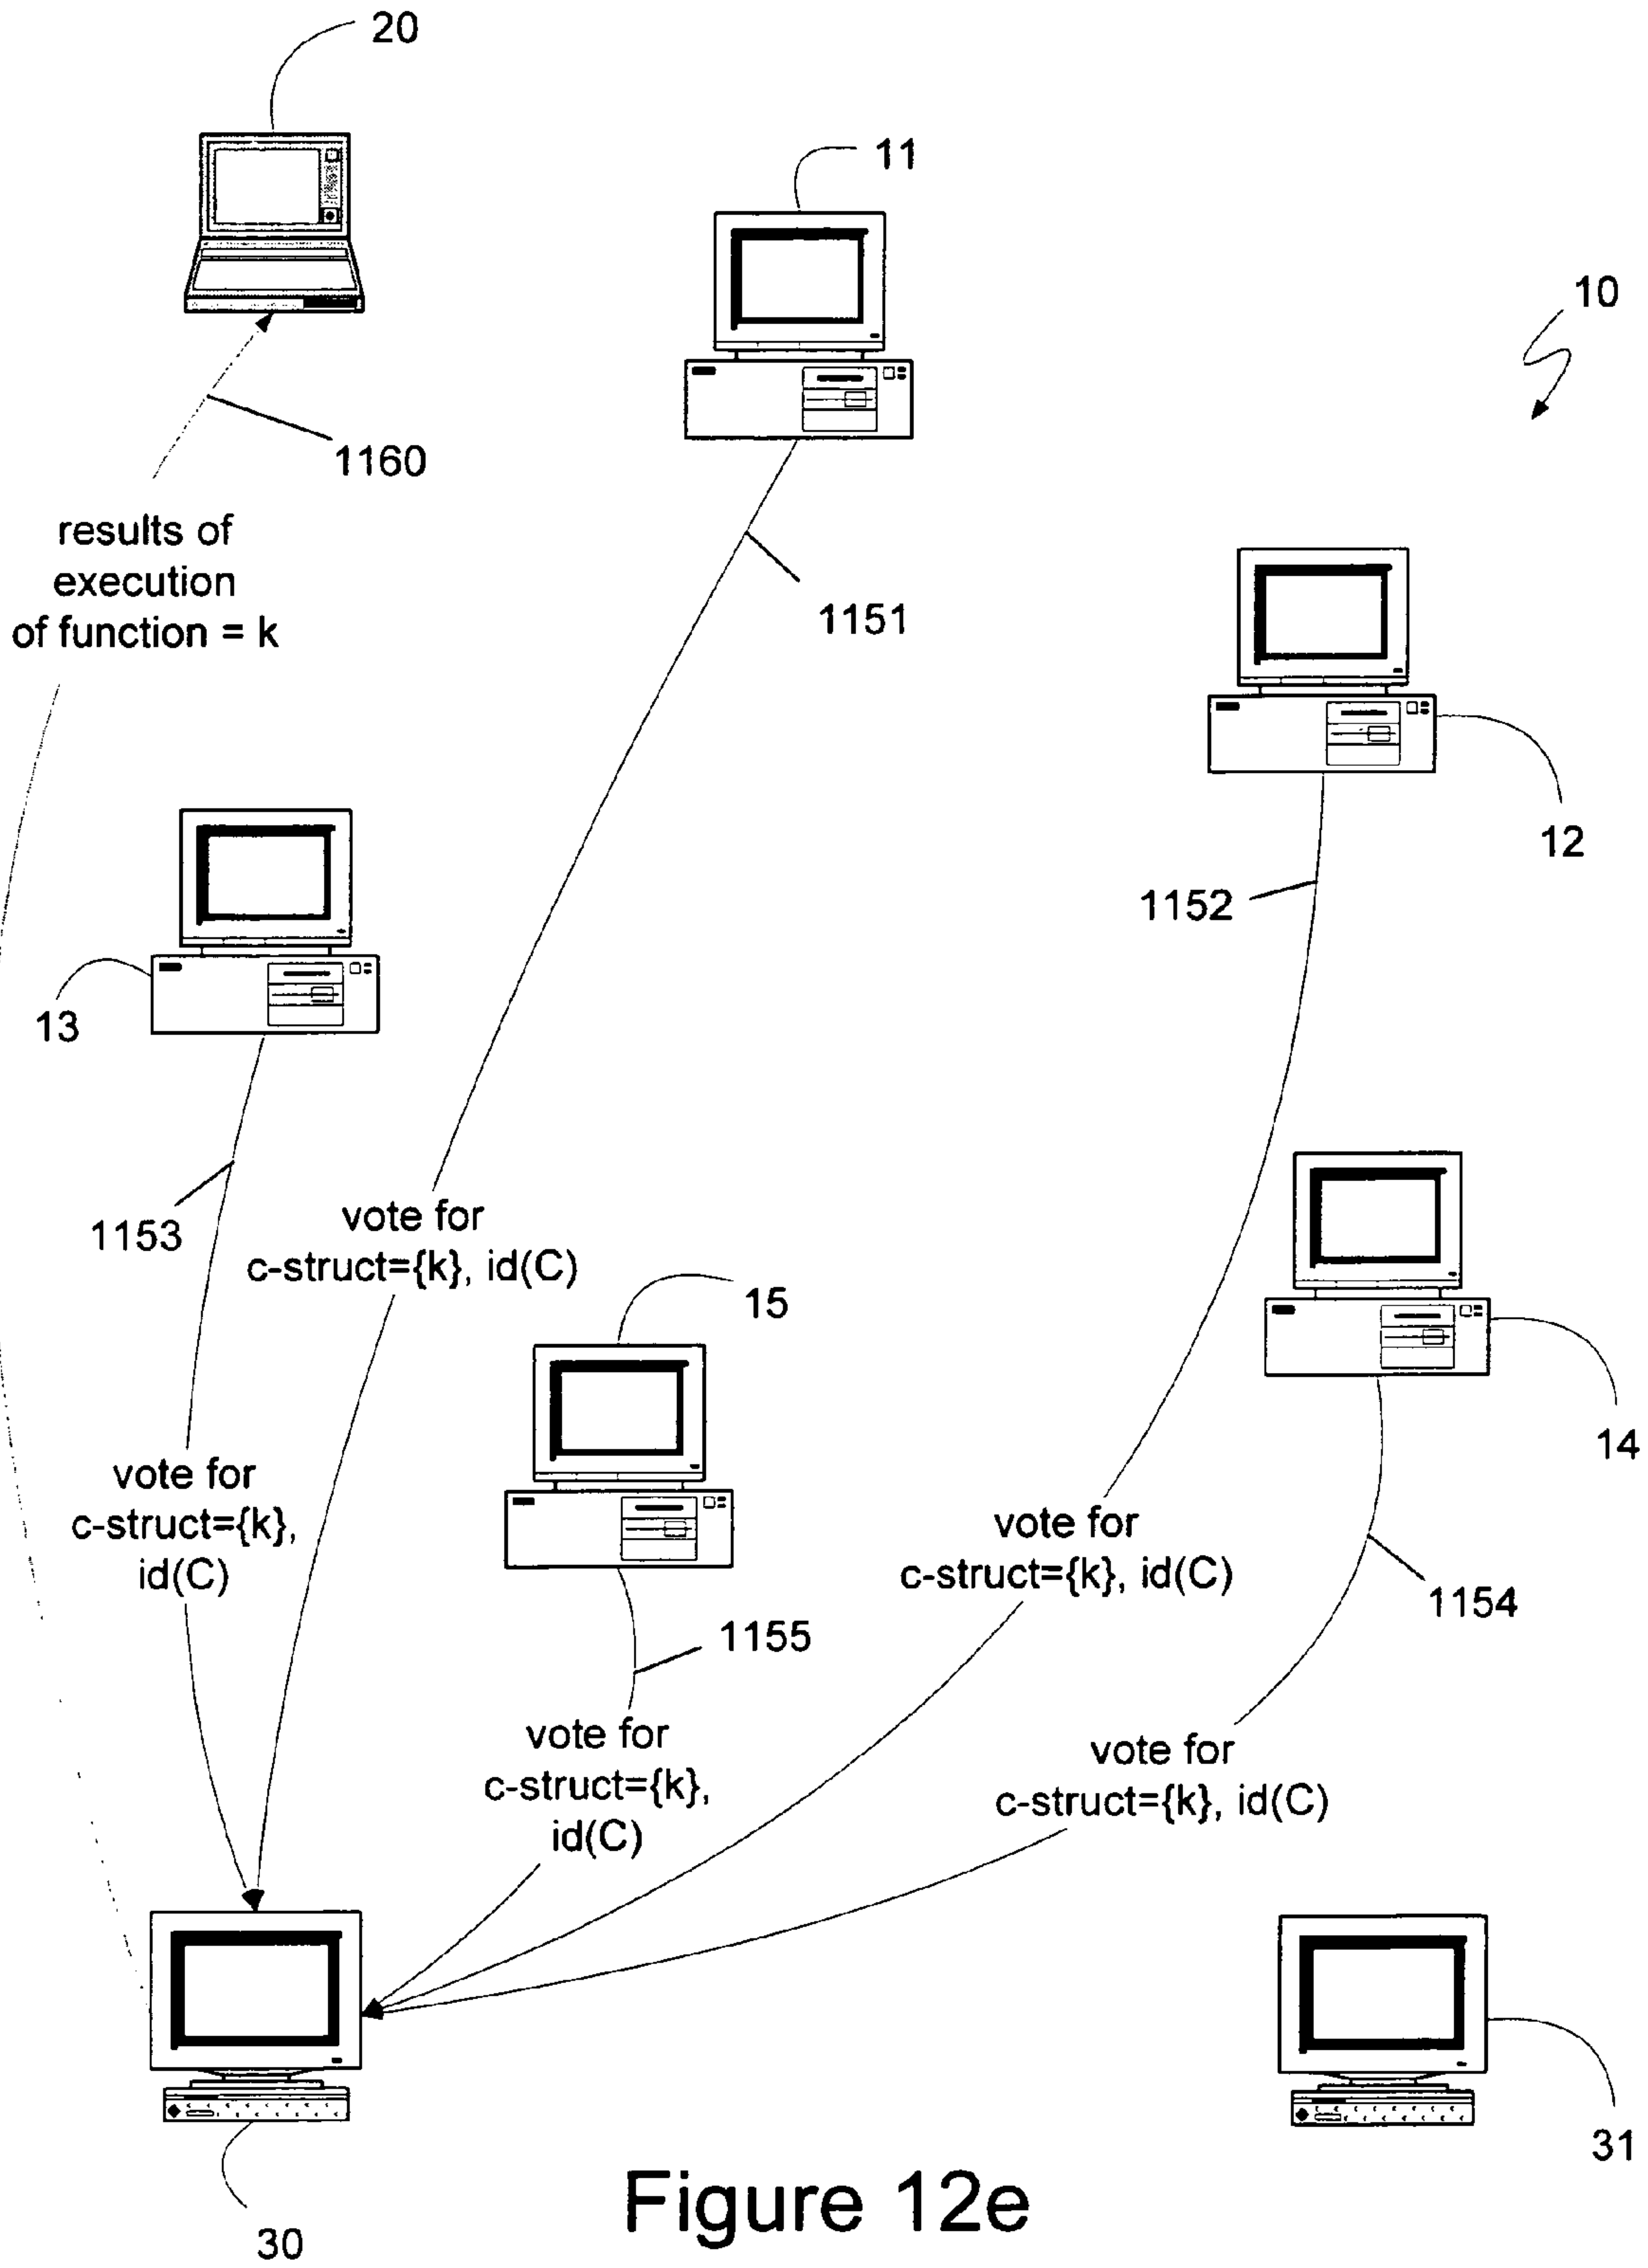 20
11
10
1160
results of
execution
of function = k
1151
12
1152
13
1153
vote for
c-struct={k}, id(C)
15
14
vote for
c-struct={k},
id(C)
vote for
c-struct={k}, id(C)
1154
1155
vote for
c-struct={k},
id(C)
vote for
c-struct={k}, id(C)
31
30
Figure 12e